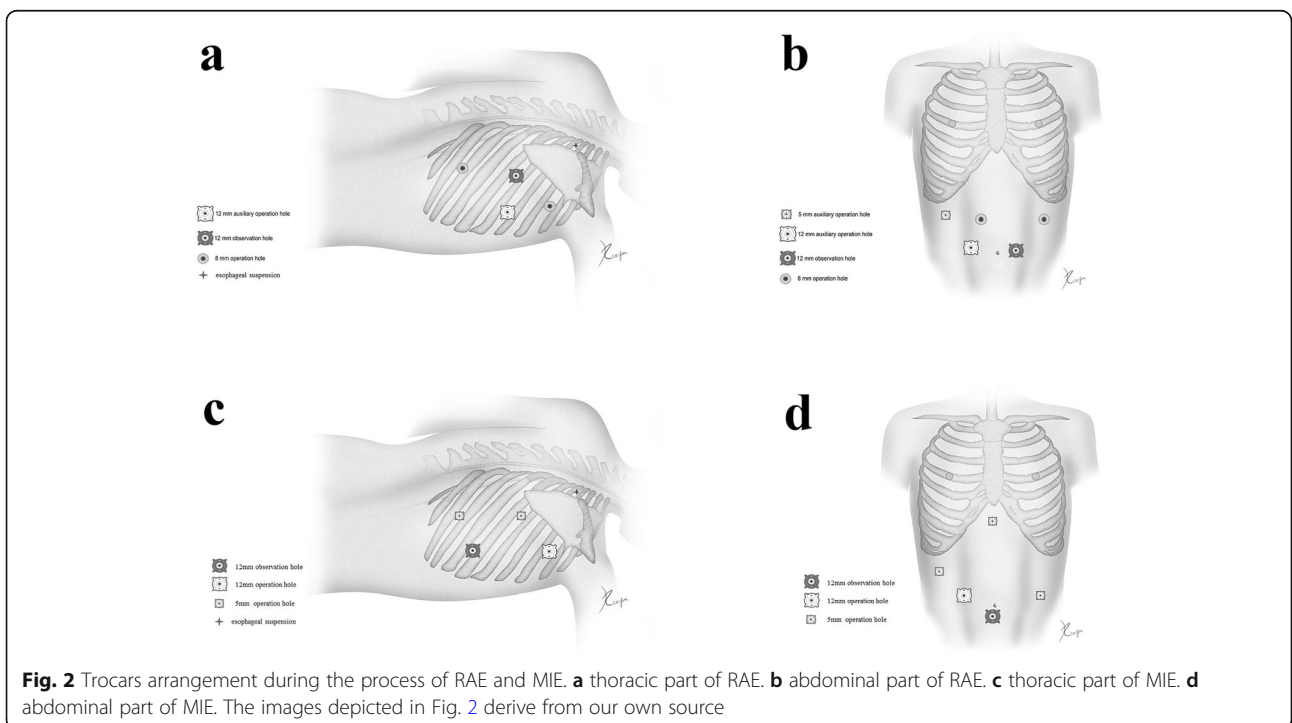 a
12 mm auxiliary operation hole
12 mm observation hole
8 mm operation hole
esophageal suspension
b
5 mm auxiliary operation hole
12 mm auxiliary operation hole
12 mm observation hole
8 mm operation hole
c
12mm observation hole
12mm operation hole
5mm operation hole
esophageal suspension
d
12mm observation hole
12mm operation hole
5mm operation hole
Fig. 2 Trocars arrangement during the process of RAE and MIE. a thoracic part of RAE. b abdominal part of RAE. c thoracic part of MIE. d
abdominal part of MIE. The images depicted in Fig. 2 derive from our own source